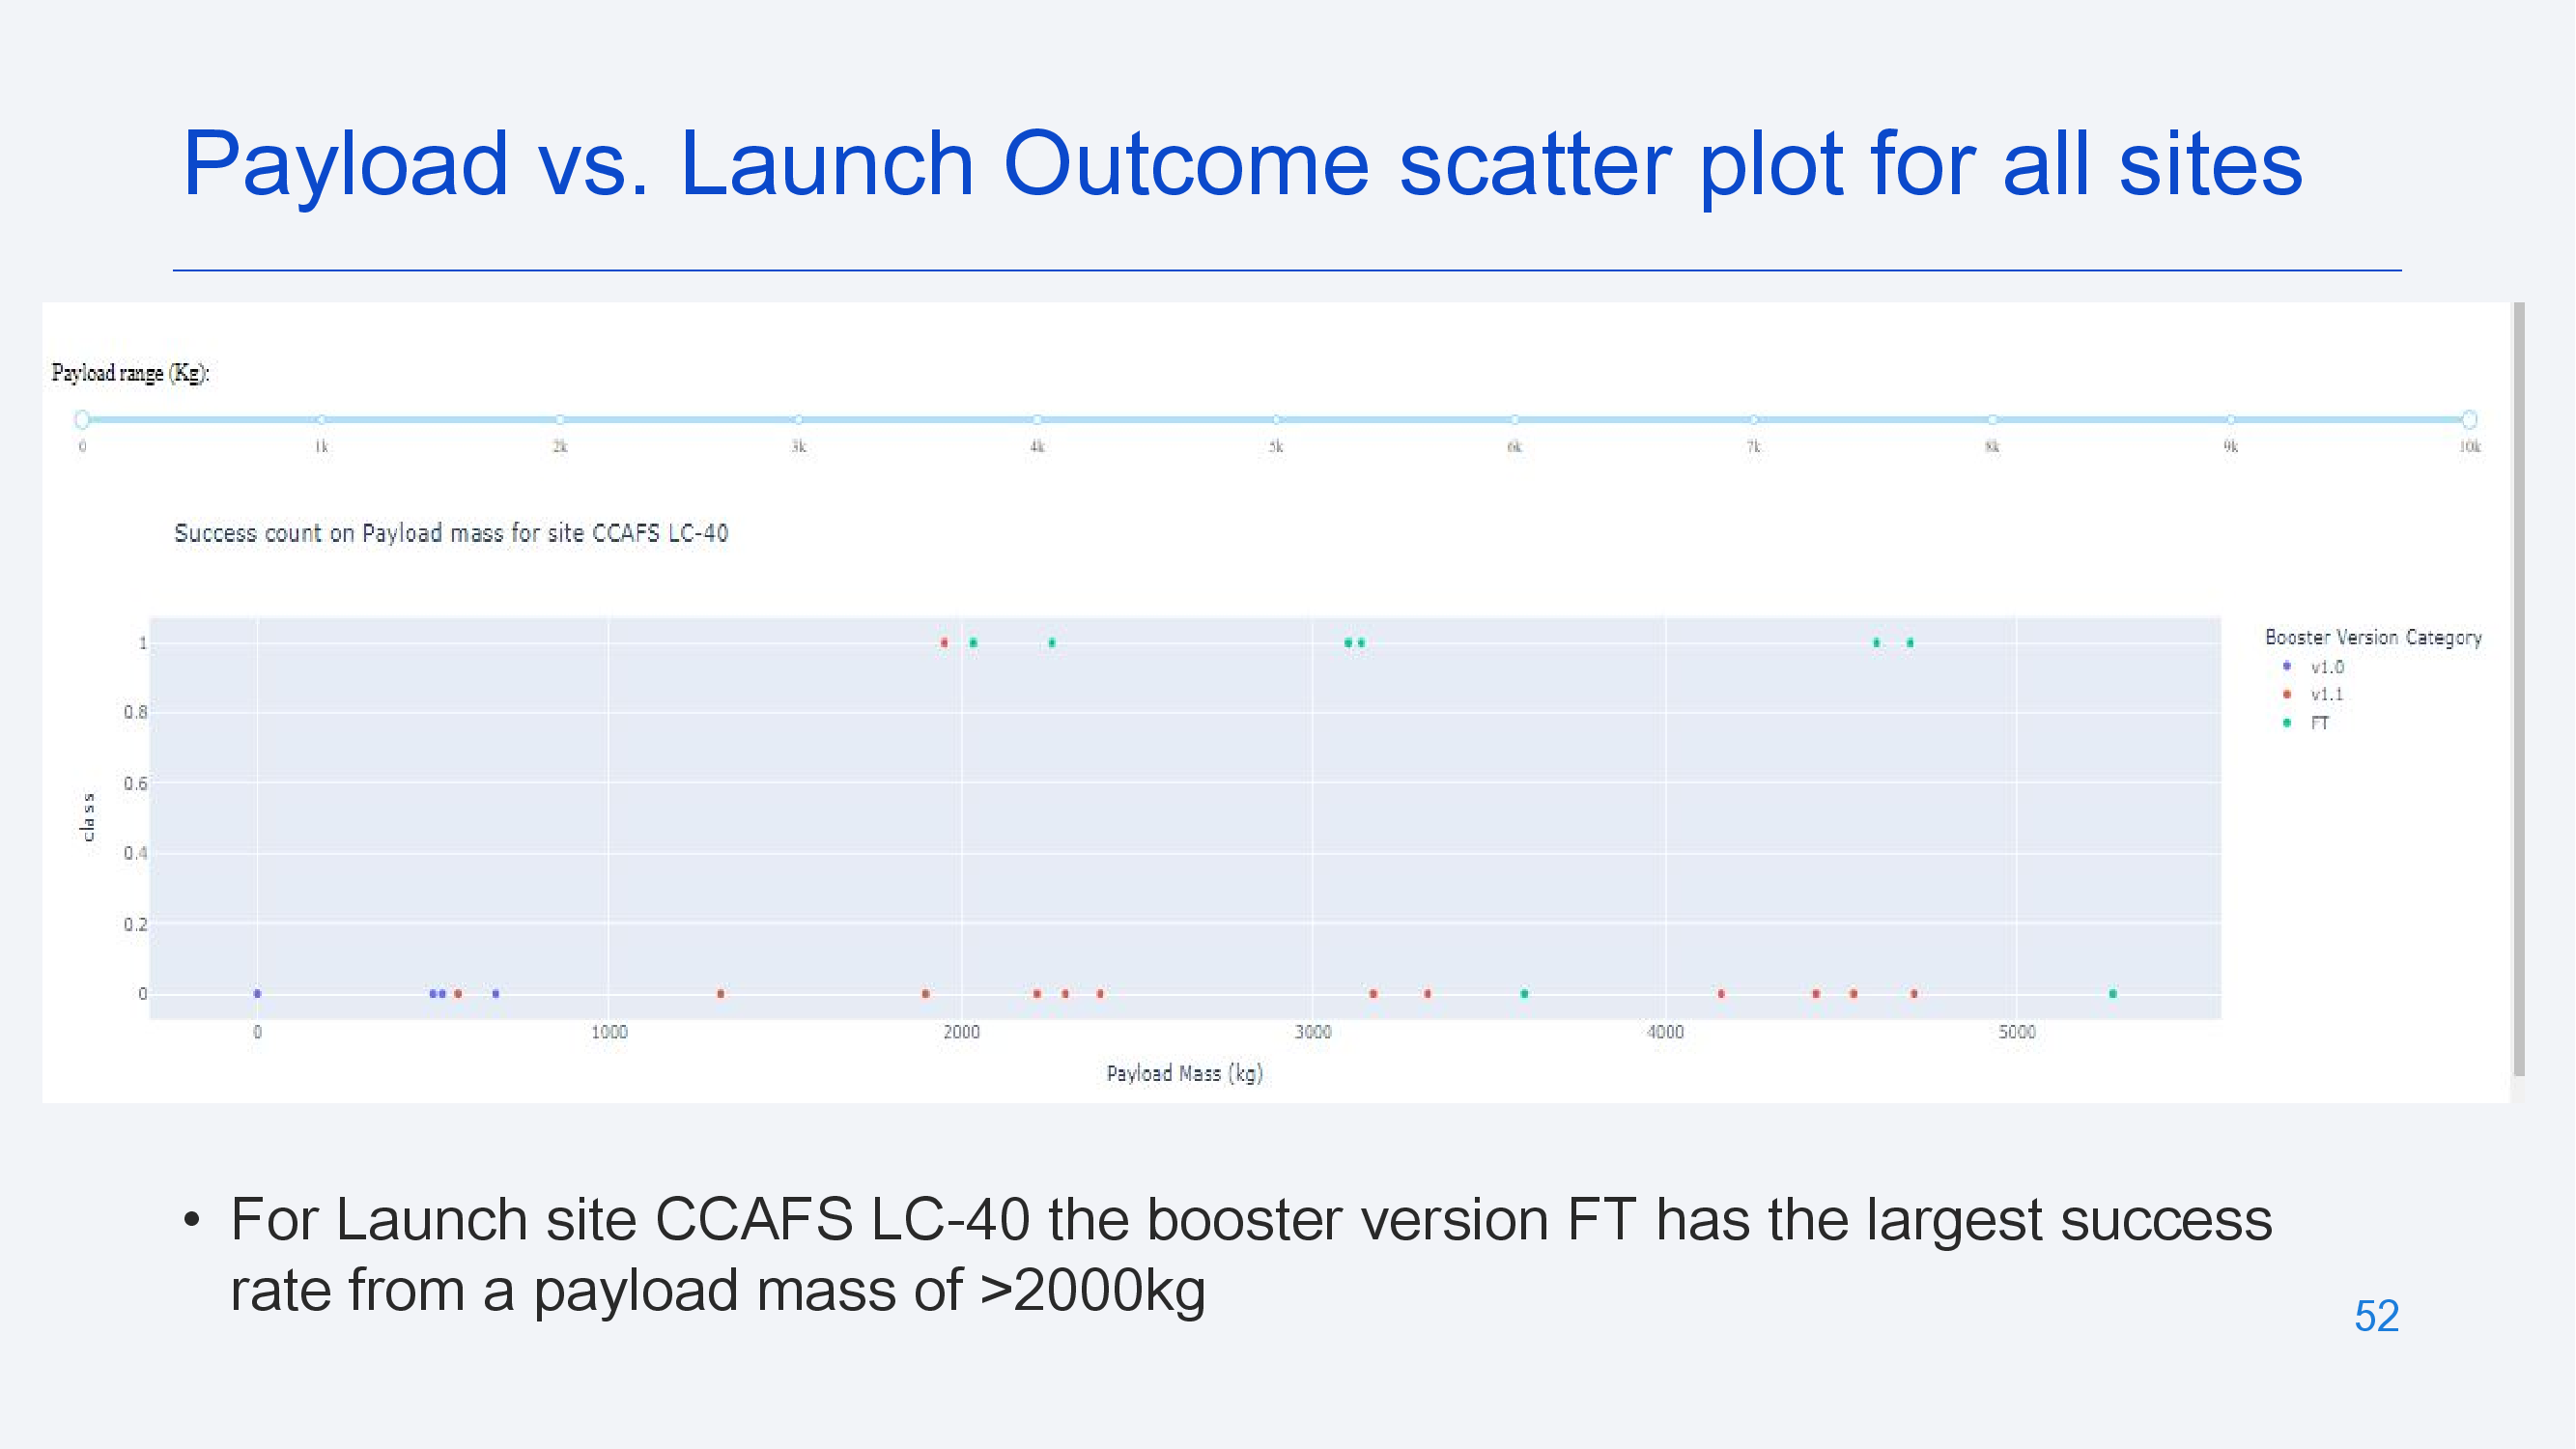 Payload vs. Launch Outcome scatter plot for all sites
Payload range (Kg):
0 1k 2k 3k 4k 5k 6k 7k 8k 9k 10k
Success count on Payload mass for site CCAFS LC-40
Booster Version Category
v1.0
v1.1
FT
1
0.8
0.6
0.4
0.2
0
class
0 1000 2000 3000 4000 5000
Payload Mass (kg)
• For Launch site CCAFS LC-40 the booster version FT has the largest success
rate from a payload mass of >2000kg
52